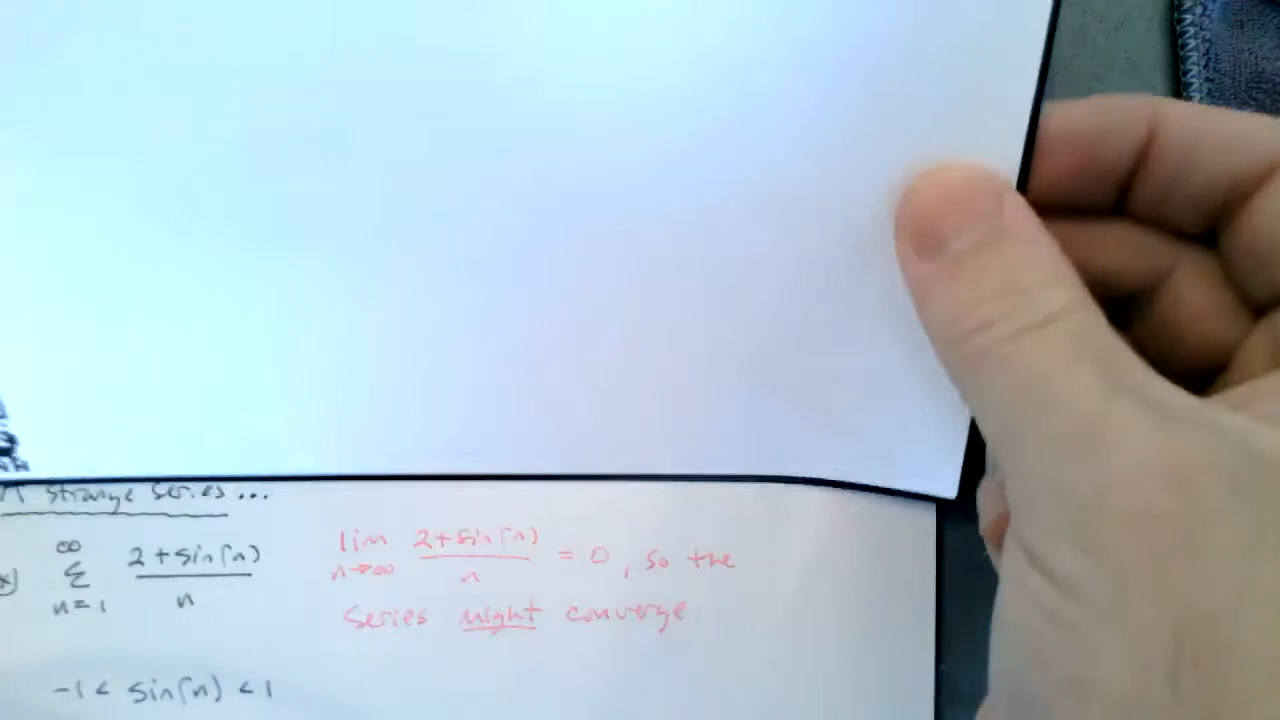 A strange series...
∞ Σ n=1 2+sin(n) / n
lim n→∞ 2+sin(n) / n = 0, so the
series might converge
-1 < sin(n) < 1